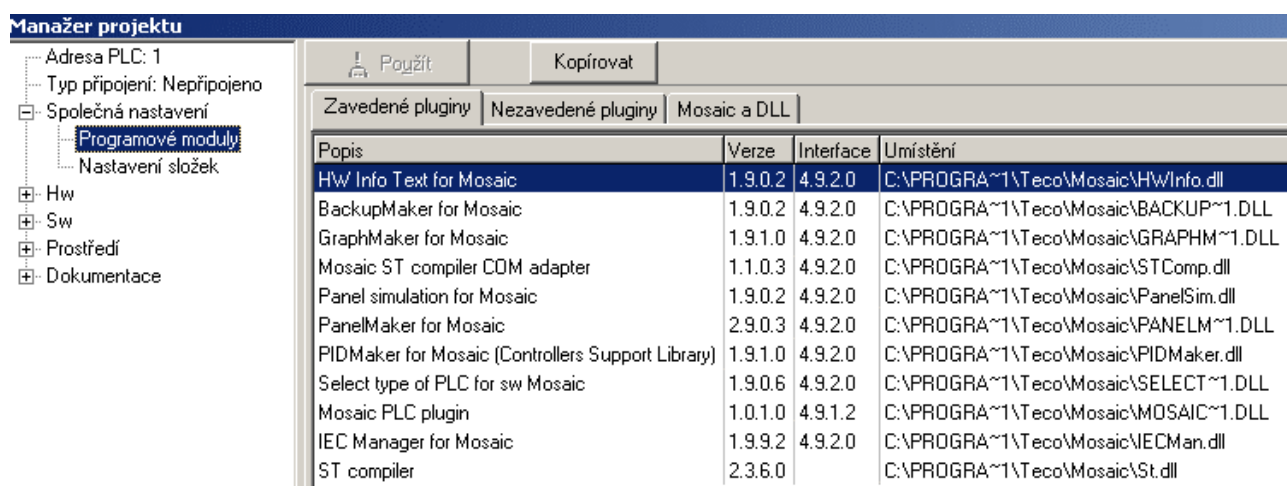 Manažer projektu
Adresa PLC: 1
Typ připojení: Nepřipojeno
Společná nastavení
Programové moduly
Nastavení složek
Hw
Sw
Prostředí
Dokumentace
Použít Kopírovat
Zavedené pluginy Nezavedené pluginy Mosaic a DLL
Popis Verze Interface Umístění
HW Info Text for Mosaic 1.9.0.2 4.9.2.0 C:\PROGRA~1\Teco\Mosaic\HWInfo.dll
BackupMaker for Mosaic 1.9.0.2 4.9.2.0 C:\PROGRA~1\Teco\Mosaic\BACKUP~1.DLL
GraphMaker for Mosaic 1.9.1.0 4.9.2.0 C:\PROGRA~1\Teco\Mosaic\GRAPHM~1.DLL
Mosaic ST compiler COM adapter 1.1.0.3 4.9.2.0 C:\PROGRA~1\Teco\Mosaic\STComp.dll
Panel simulation for Mosaic 1.9.0.2 4.9.2.0 C:\PROGRA~1\Teco\Mosaic\PanelSim.dll
PanelMaker for Mosaic 2.9.0.3 4.9.2.0 C:\PROGRA~1\Teco\Mosaic\PANELM~1.DLL
PIDMaker for Mosaic (Controllers Support Library) 1.9.1.0 4.9.2.0 C:\PROGRA~1\Teco\Mosaic\PIDMaker.dll
Select type of PLC for sw Mosaic 1.9.0.6 4.9.2.0 C:\PROGRA~1\Teco\Mosaic\SELECT~1.DLL
Mosaic PLC plugin 1.0.1.0 4.9.1.2 C:\PROGRA~1\Teco\Mosaic\MOSAIC~1.DLL
IEC Manager for Mosaic 1.9.9.2 4.9.2.0 C:\PROGRA~1\Teco\Mosaic\IECMan.dll
ST compiler 2.3.6.0 C:\PROGRA~1\Teco\Mosaic\St.dll